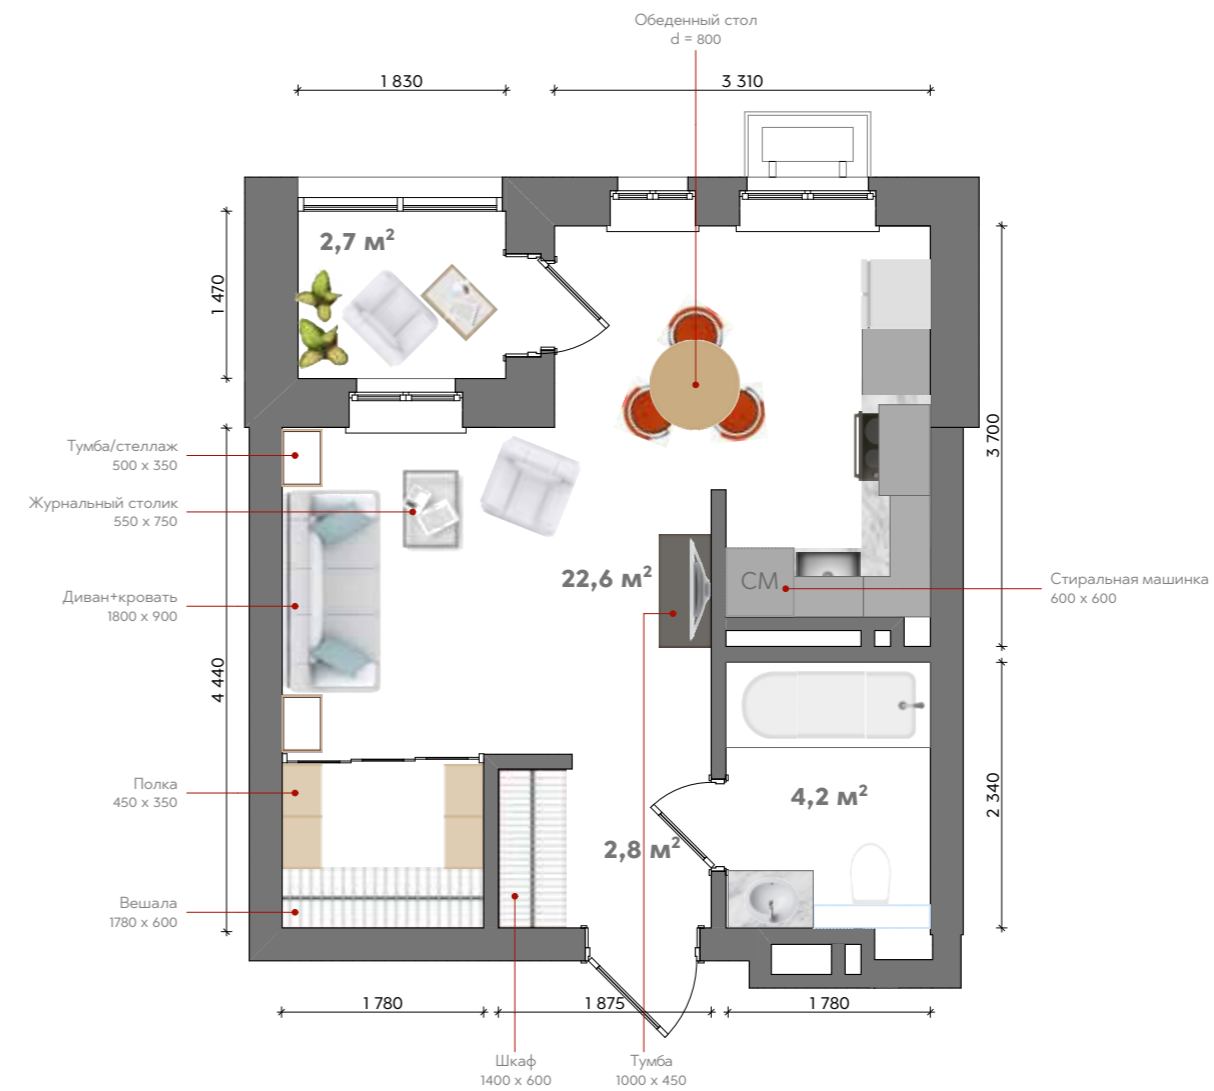 Обеденный стол
d = 800
1 830
3 310
2,7 м²
1 470
3 700
Тумба/стеллаж
500 x 350
Журнальный столик
550 x 750
22,6 м²
СМ
Стиральная машинка
600 x 600
Диван+кровать
1800 x 900
4 440
Полка
450 x 350
4,2 м²
2 340
2,8 м²
Вешала
1780 x 600
1 780
1 875
1 780
Шкаф
1400 x 600
Тумба
1000 x 450